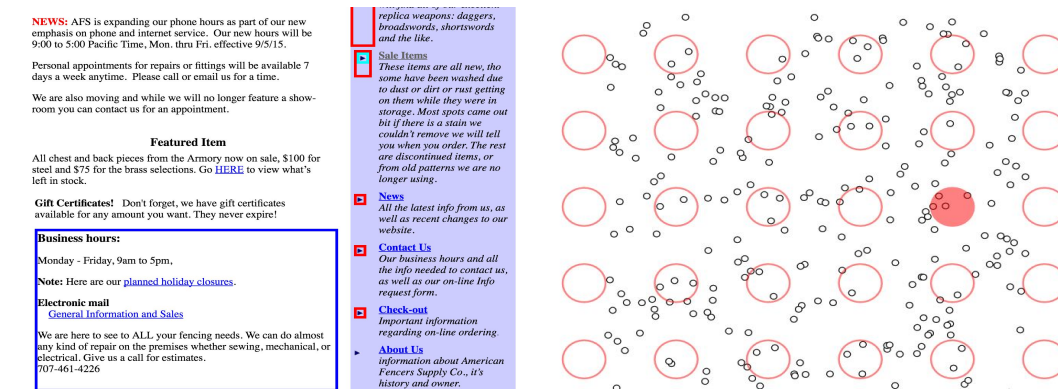 NEWS: AFS is expanding our phone hours as part of our new
emphasis on phone and internet service. Our new hours will be
9:00 to 5:00 Pacific Time, Mon. thru Fri. effective 9/5/15.
Personal appointments for repairs or fittings will be available 7
days a week anytime. Please call or email us for a time.
We are also moving and while we will no longer feature a show-
room you can contact us for an appointment.
Featured Item
All chest and back pieces from the Armory now on sale, $100 for
steel and $75 for the brass selections. Go HERE to view what's
left in stock.
Gift Certificates! Don't forget, we have gift certificates
available for any amount you want. They never expire!
Business hours:
Monday - Friday, 9am to 5pm,
Note: Here are our planned holiday closures.
Electronic mail
General Information and Sales
We are here to see to ALL your fencing needs. We can do almost
any kind of repair on the premises whether sewing, mechanical, or
electrical. Give us a call for estimates.
707-461-4226
replica weapons: daggers,
broadswords, shortswords
and the like.
Sale Items
These items are all new, tho
some have been washed due
to dust or dirt or rust getting
on them while they were in
storage. Most spots came out
bit if there is a stain we
couldn't remove we will tell
you when you order. The rest
are discontinued items, or
from old patterns we are no
longer using.
News
All the latest info from us, as
well as recent changes to our
website.
Contact Us
Our business hours and all
the info needed to contact us,
as well as our on-line Info
request form.
Check-out
Important information
regarding on-line ordering.
About Us
information about American
Fencers Supply Co., it's
history and owner.